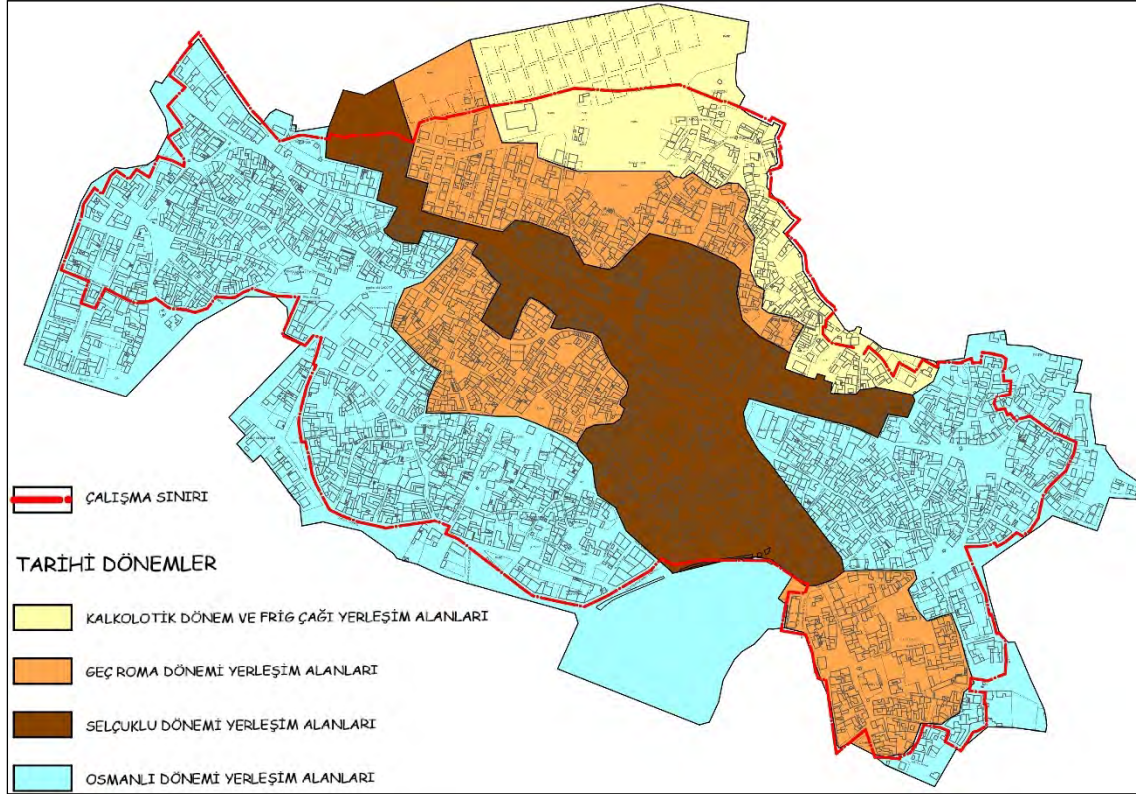 ÇALIŞMA SINIRI
TARİHİ DÖNEMLER
KALKOLOTİK DÖNEM VE FRİG ÇAĞI YERLEŞİM ALANLARI
GEÇ ROMA DÖNEMİ YERLEŞİM ALANLARI
SELÇUKLU DÖNEMİ YERLEŞİM ALANLARI
OSMANLI DÖNEMİ YERLEŞİM ALANLARI